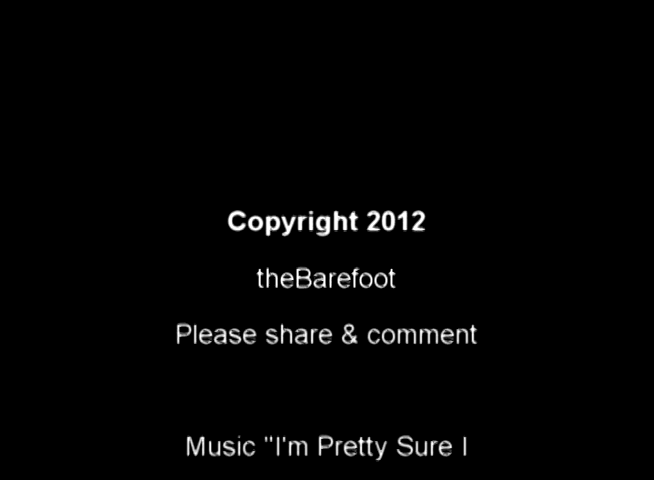 Copyright 2012
theBarefoot
Please share & comment
Music "I'm Pretty Sure I